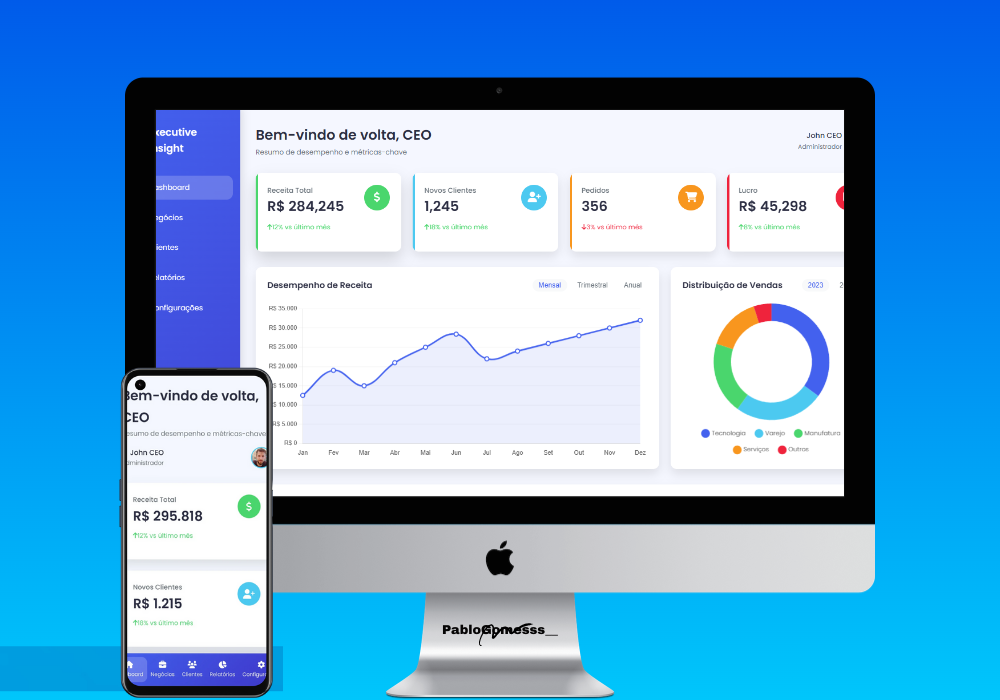 xecutive
nsight
ashboard
egócios
ientes
elatórios
onfigurações
Bem-vindo de volta, CEO
Resumo de desempenho e métricas-chave
John CEO
Administrador
Receita Total
R$ 284,245
↑12% vs último mês
Novos Clientes
1,245
↑18% vs último mês
Pedidos
356
↓3% vs último mês
Lucro
R$ 45,298
↑8% vs último mês
Desempenho de Receita
Mensal Trimestral Anual
R$ 35.000
R$ 30.000
R$ 25.000
R$ 20.000
$ 15.000
$ 10.000
$ 5.000
R$ 0
Jan Fev Mar Abr Mai Jun Jul Ago Set Out Nov Dez
Distribuição de Vendas
2023 2
Tecnologia Varejo Manufatura
Serviços Outros
Bem-vindo de volta,
CEO
esumo de desempenho e métricas-chave
John CEO
dministrador
Receita Total
R$ 295.818
↑12% vs último mês
Novos Clientes
R$ 1.215
↑18% vs último mês
board Negócios Clientes Relatórios Configura
PabloGomesss__